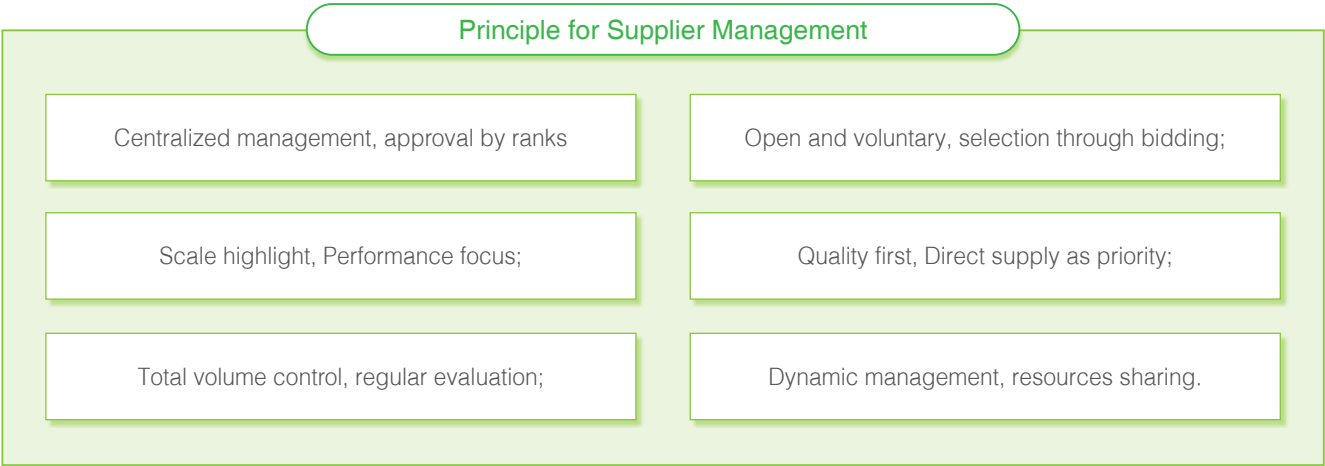 Principle for Supplier Management
Centralized management, approval by ranks
Open and voluntary, selection through bidding;
Scale highlight, Performance focus;
Quality first, Direct supply as priority;
Total volume control, regular evaluation;
Dynamic management, resources sharing.